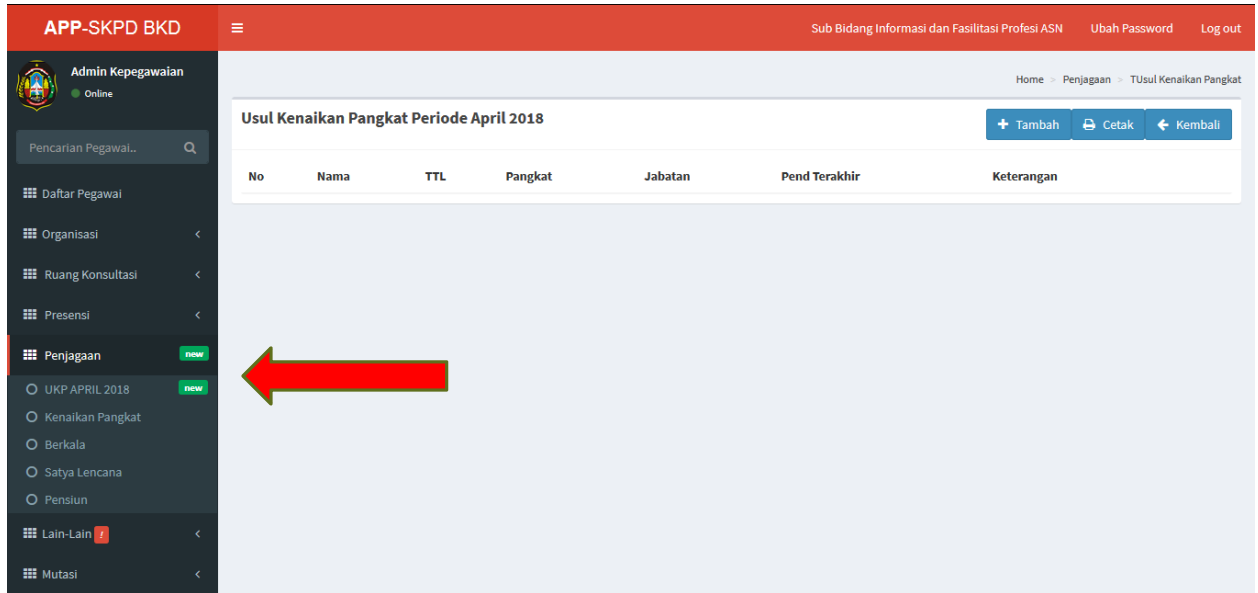 APP-SKPD BKD
Sub Bidang Informasi dan Fasilitasi Profesi ASN Ubah Password Log out
Admin Kepegawaian
Online
Home > Penjagaan > TUsul Kenaikan Pangkat
Usul Kenaikan Pangkat Periode April 2018
+ Tambah Cetak Kembali
Pencarian Pegawai..
No Nama TTL Pangkat Jabatan Pend Terakhir Keterangan
Daftar Pegawai
Organisasi
Ruang Konsultasi
Presensi
Penjagaan new
UKP APRIL 2018 new
Kenaikan Pangkat
Berkala
Satya Lencana
Pensiun
Lain-Lain !
Mutasi